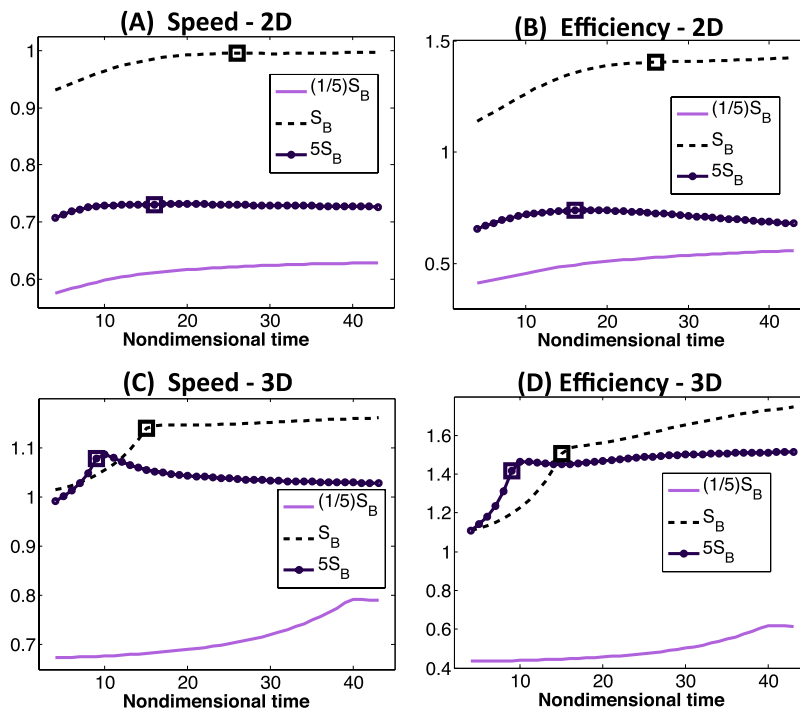 (A) Speed - 2D
1
0.9
0.8
0.7
0.6
(1/5)S_B
S_B
5S_B
10 20 30 40
Nondimensional time
(B) Efficiency - 2D
1.5
1
0.5
(1/5)S_B
S_B
5S_B
10 20 30 40
Nondimensional time
(C) Speed - 3D
1.1
1
0.9
0.8
0.7
(1/5)S_B
S_B
5S_B
10 20 30 40
Nondimensional time
(D) Efficiency - 3D
1.6
1.4
1.2
1
0.8
0.6
0.4
(1/5)S_B
S_B
5S_B
10 20 30 40
Nondimensional time